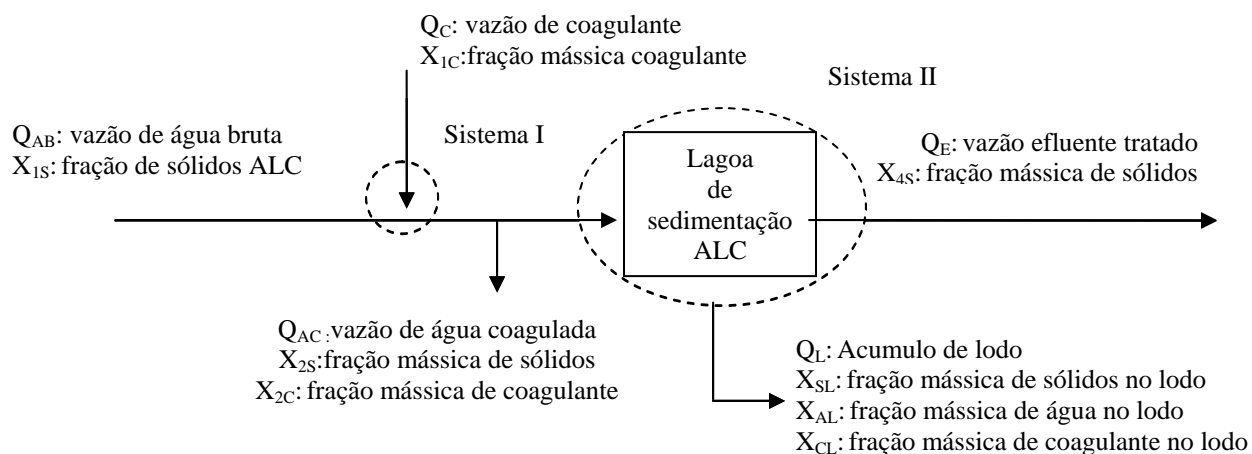 Q_C: vazão de coagulante
X_1C:fração mássica coagulante
Sistema II
Q_AB: vazão de água bruta
X_1S: fração de sólidos ALC
Sistema I
Lagoa
de
sedimentação
ALC
Q_E: vazão efluente tratado
X_4S: fração mássica de sólidos
Q_AC :vazão de água coagulada
X_2S:fração mássica de sólidos
X_2C: fração mássica de coagulante
Q_L: Acumulo de lodo
X_SL: fração mássica de sólidos no lodo
X_AL: fração mássica de água no lodo
X_CL: fração mássica de coagulante no lodo